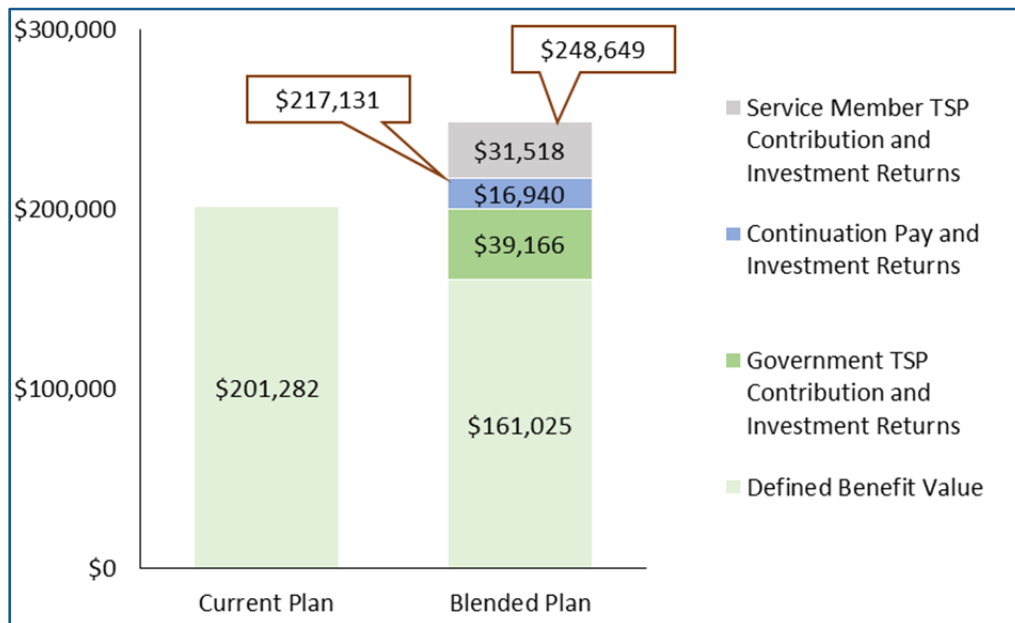 $300,000
$248,649
$217,131
Service Member TSP
Contribution and
Investment Returns
$31,518
$16,940
$200,000
Continuation Pay and
Investment Returns
$39,166
Government TSP
Contribution and
Investment Returns
$100,000
$201,282
$161,025
Defined Benefit Value
$0
Current Plan
Blended Plan